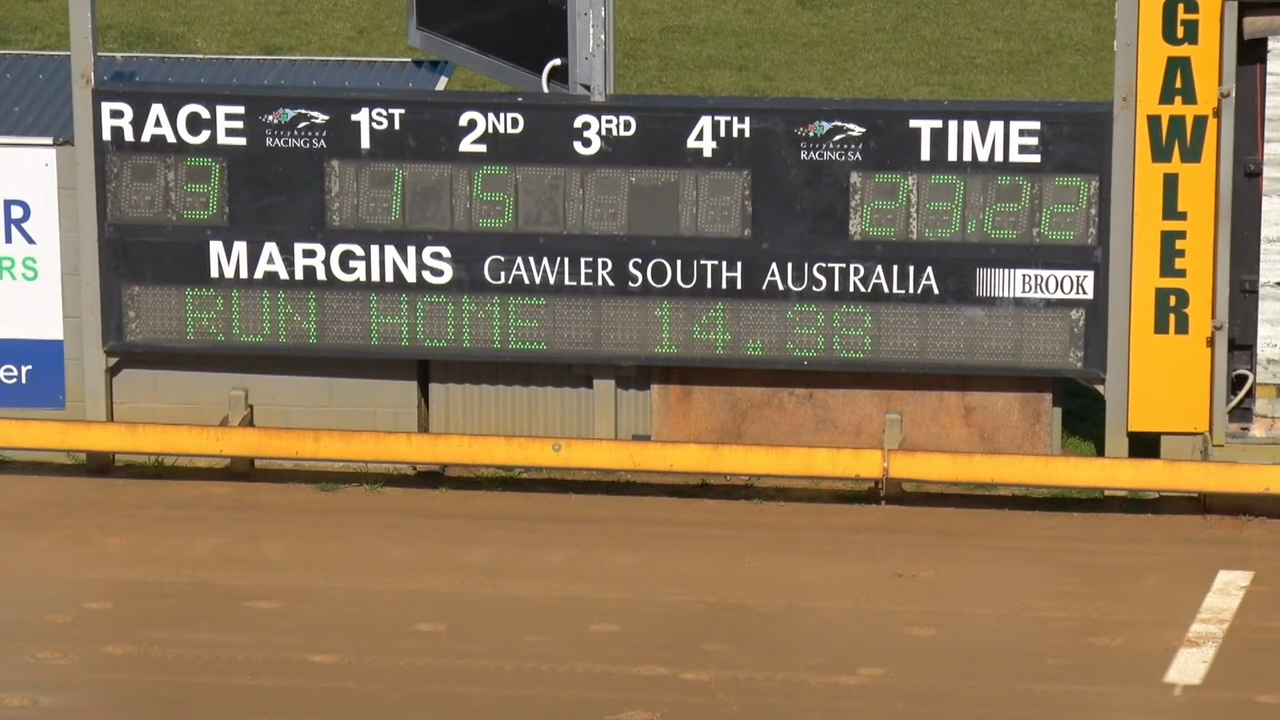 RACE Greyhound RACING SA 1ST 2ND 3RD 4TH Greyhound RACING SA TIME
3 1 5 23.22
MARGINS GAWLER SOUTH AUSTRALIA BROOK
RUN HOME 14.38
GAWLER
R
RS
er